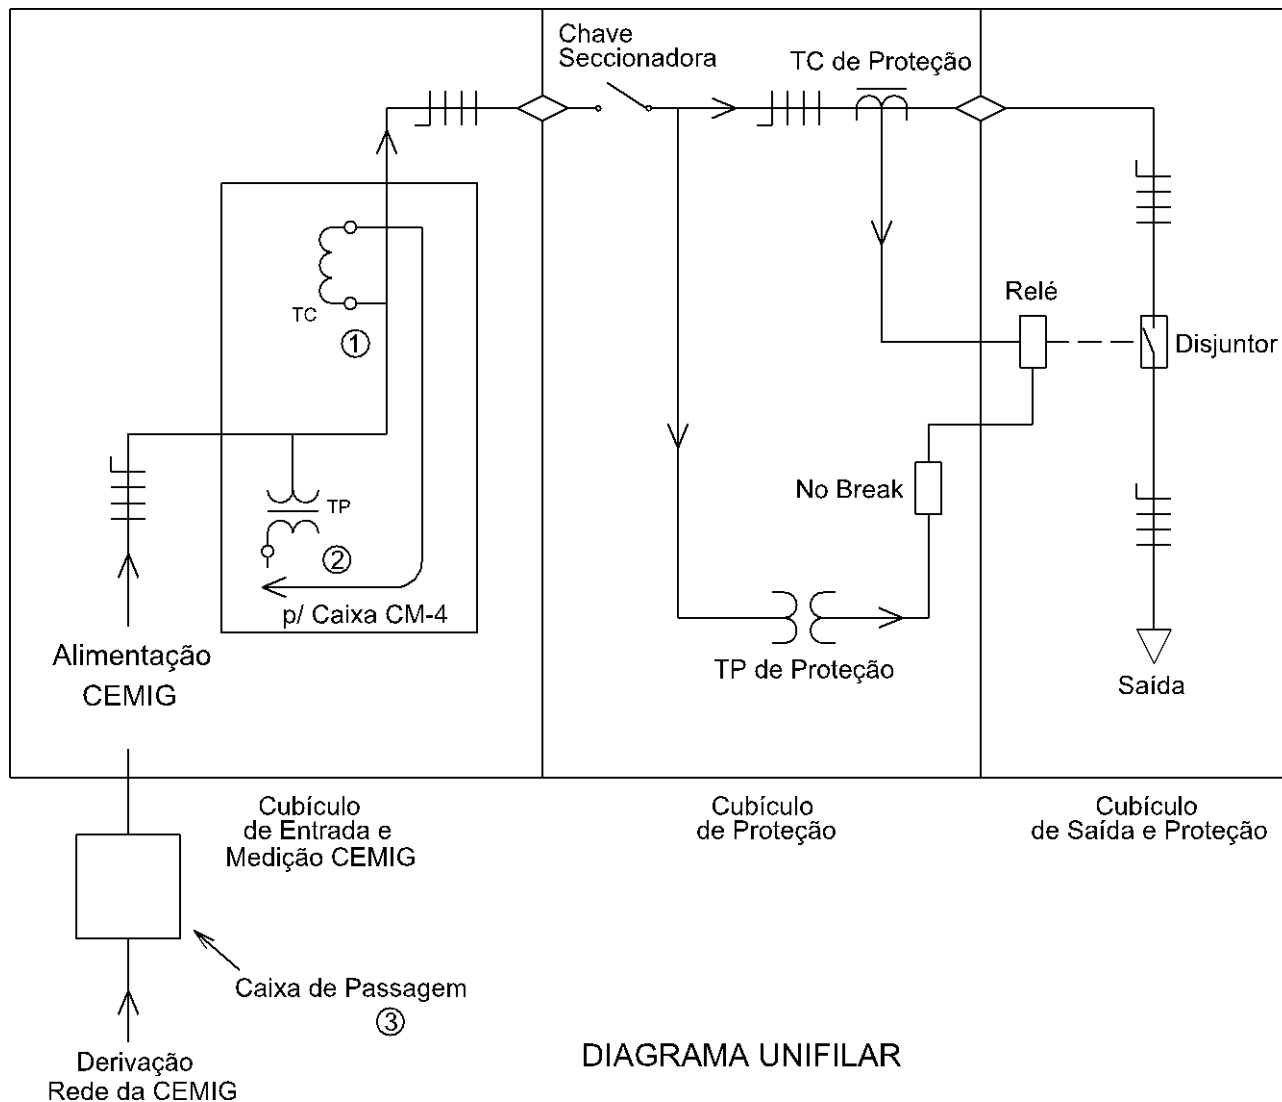 Chave
Seccionadora
TC de Proteção
TC
①
Relé
Disjuntor
TP
②
No Break
p/ Caixa CM-4
Alimentação
CEMIG
TP de Proteção
Saída
Cubículo
de Entrada e
Medição CEMIG
Cubículo
de Proteção
Cubículo
de Saída e Proteção
Caixa de Passagem
③
Derivação
Rede da CEMIG
DIAGRAMA UNIFILAR